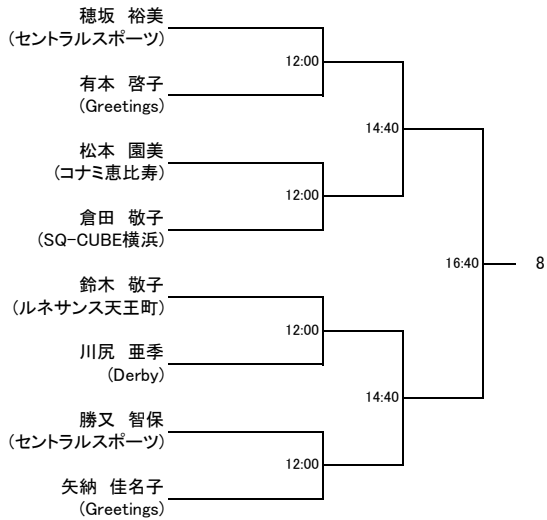 穂坂　裕美
(セントラルスポーツ)
12:00
有本　啓子
(Greetings)
14:40
松本　園美
(コナミ恵比寿)
12:00
倉田　敬子
(SQ-CUBE横浜)
16:40
8
鈴木　敬子
(ルネサンス天王町)
12:00
川尻　亜季
(Derby)
14:40
勝又　智保
(セントラルスポーツ)
12:00
矢納　佳名子
(Greetings)